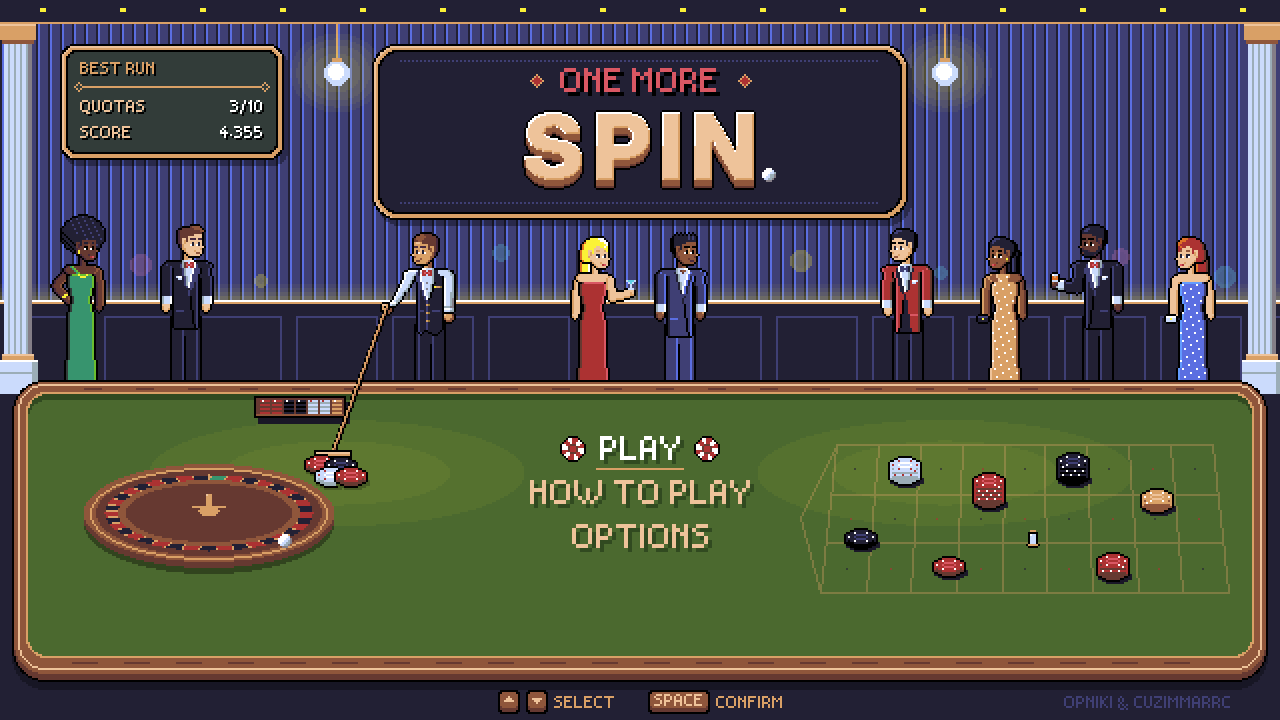 BEST RUN
QUOTAS 3/10
SCORE 4.355
ONE MORE
SPIN.
PLAY
HOW TO PLAY
OPTIONS
SELECT SPACE CONFIRM
OPNIKI & CUZIMMARRC